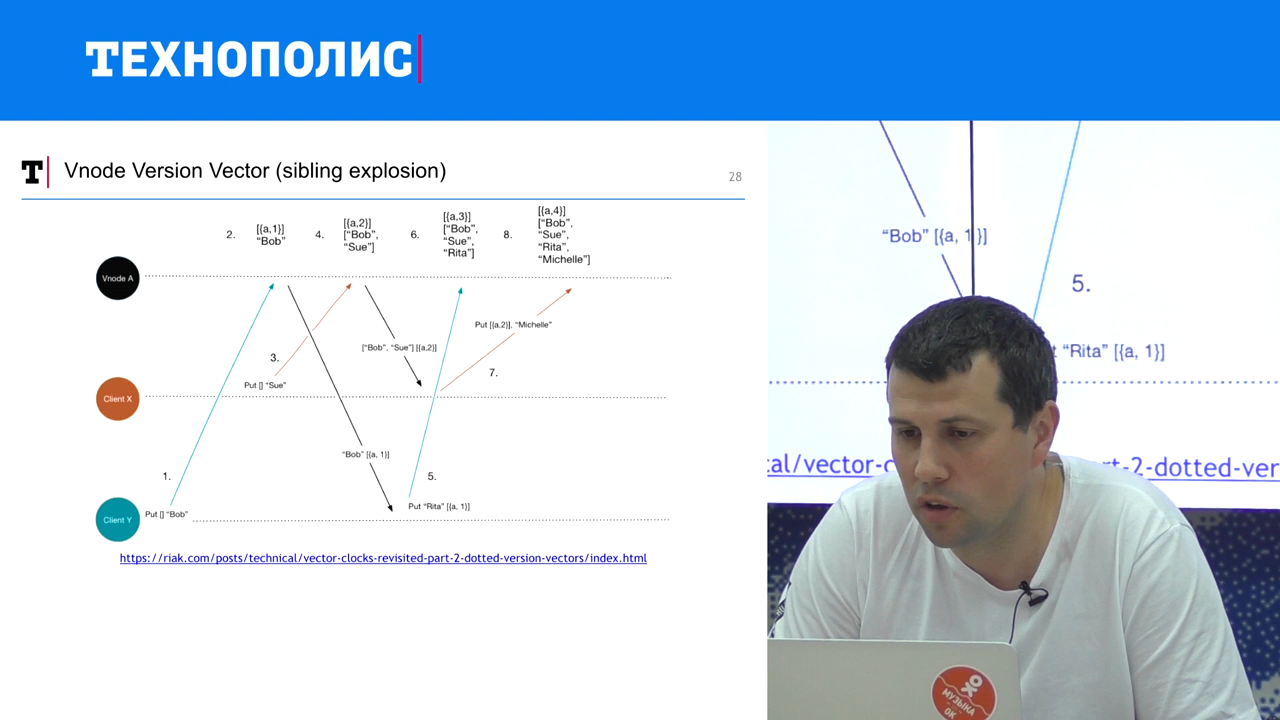 ТЕХНОПОЛИС
T Vnode Version Vector (sibling explosion)
28
2.
[{a,1}]
"Bob"
4.
[{a,2}]
["Bob",
"Sue"]
6.
[{a,3}]
["Bob",
"Sue",
"Rita"]
8.
[{a,4}]
["Bob",
"Sue",
"Rita",
"Michelle"]
Vnode A
Put [{a,2}], "Michelle"
["Bob", "Sue"] [{a,2}]
3.
7.
Put [] "Sue"
Client X
"Bob" [{a, 1}]
1.
5.
Put "Rita" [{a, 1}]
Put [] "Bob"
Client Y
https://riak.com/posts/technical/vector-clocks-revisited-part-2-dotted-version-vectors/index.html
"Bob" [{a, 1}]
5.
"Rita" [{a, 1}]
al/vector-c
rt-2-dotted-ver
МУЗЫКА
ОК